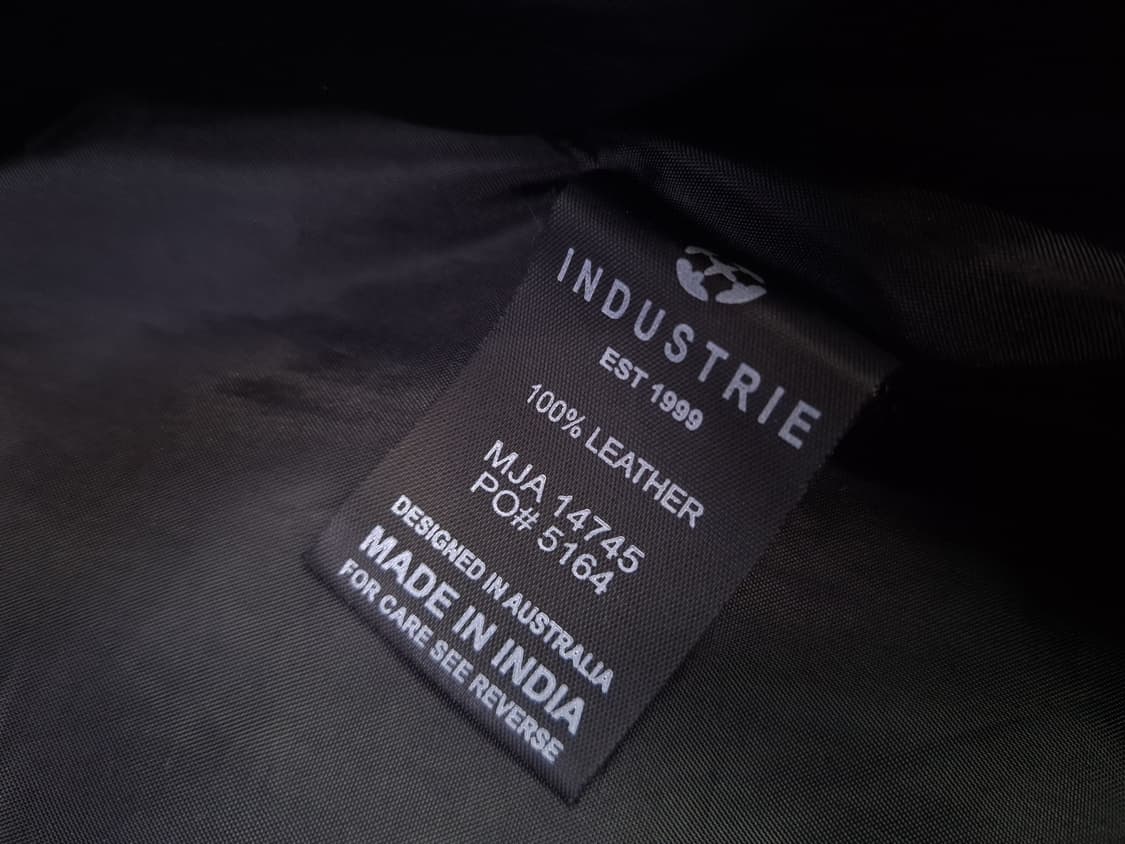 INDUSTRIE
EST 1999
100% LEATHER
MJA 14745
PO# 5164
DESIGNED IN AUSTRALIA
MADE IN INDIA
FOR CARE SEE REVERSE